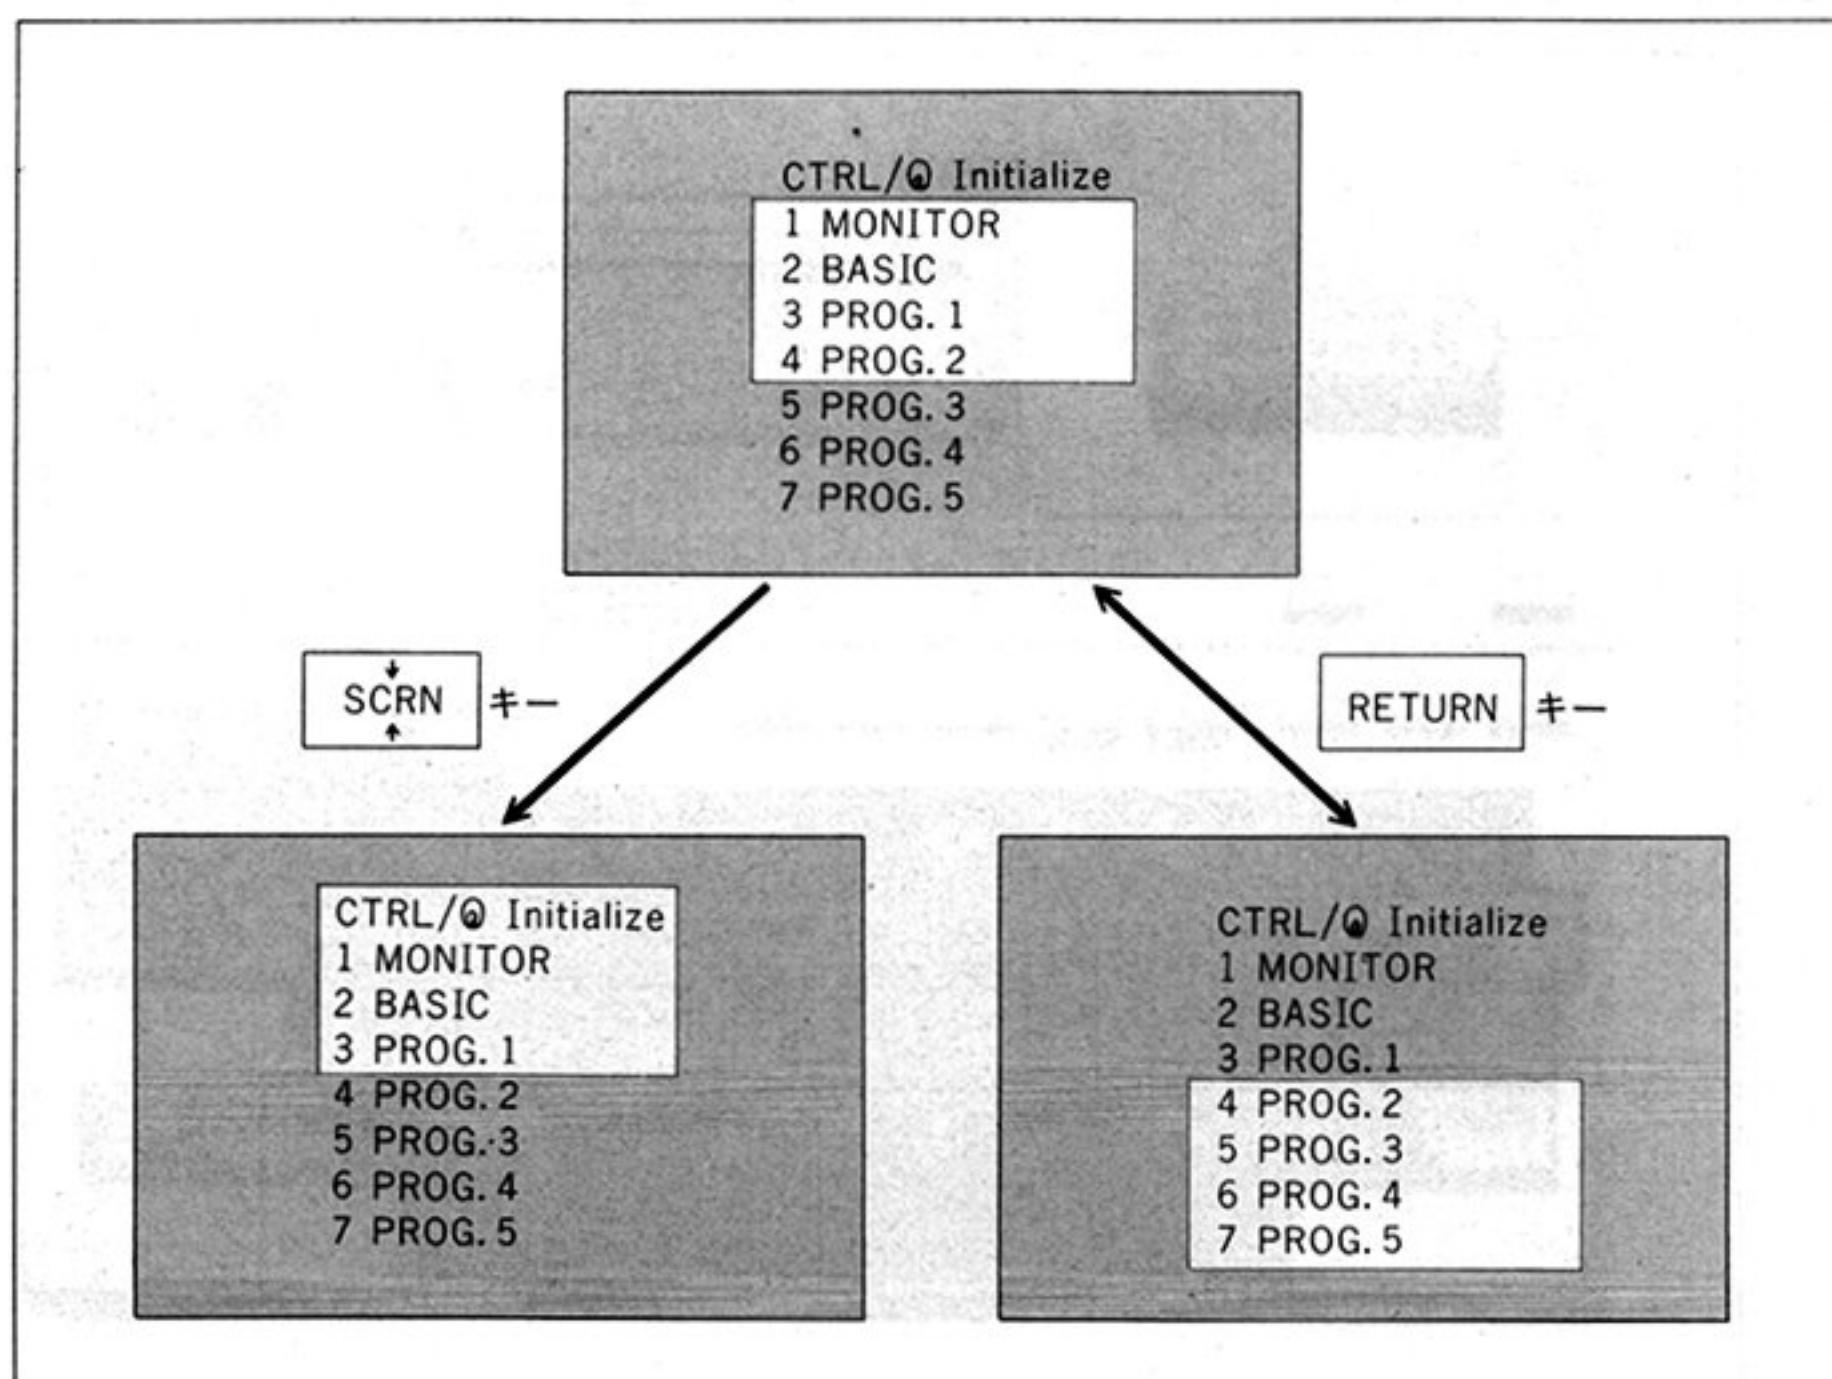 CTRL/@ Initialize
1 MONITOR
2 BASIC
3 PROG. 1
4 PROG. 2
5 PROG. 3
6 PROG. 4
7 PROG. 5
↓
SCRN キー
↑
RETURN キー
CTRL/@ Initialize
1 MONITOR
2 BASIC
3 PROG. 1
4 PROG. 2
5 PROG. 3
6 PROG. 4
7 PROG. 5
CTRL/@ Initialize
1 MONITOR
2 BASIC
3 PROG. 1
4 PROG. 2
5 PROG. 3
6 PROG. 4
7 PROG. 5